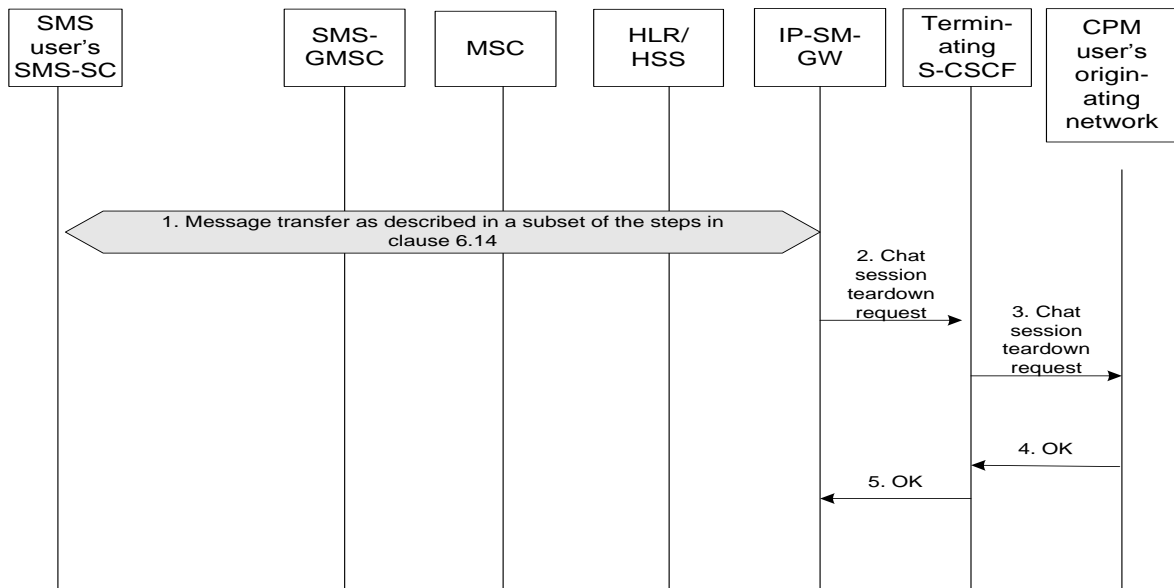 SMS
user's
SMS-SC
SMS-
GMSC
MSC
HLR/
HSS
IP-SM-
GW
Termin-
ating
S-CSCF
CPM
user's
origin-
ating
network
1. Message transfer as described in a subset of the steps in
clause 6.14
2. Chat
session
teardown
request
3. Chat
session
teardown
request
4. OK
5. OK